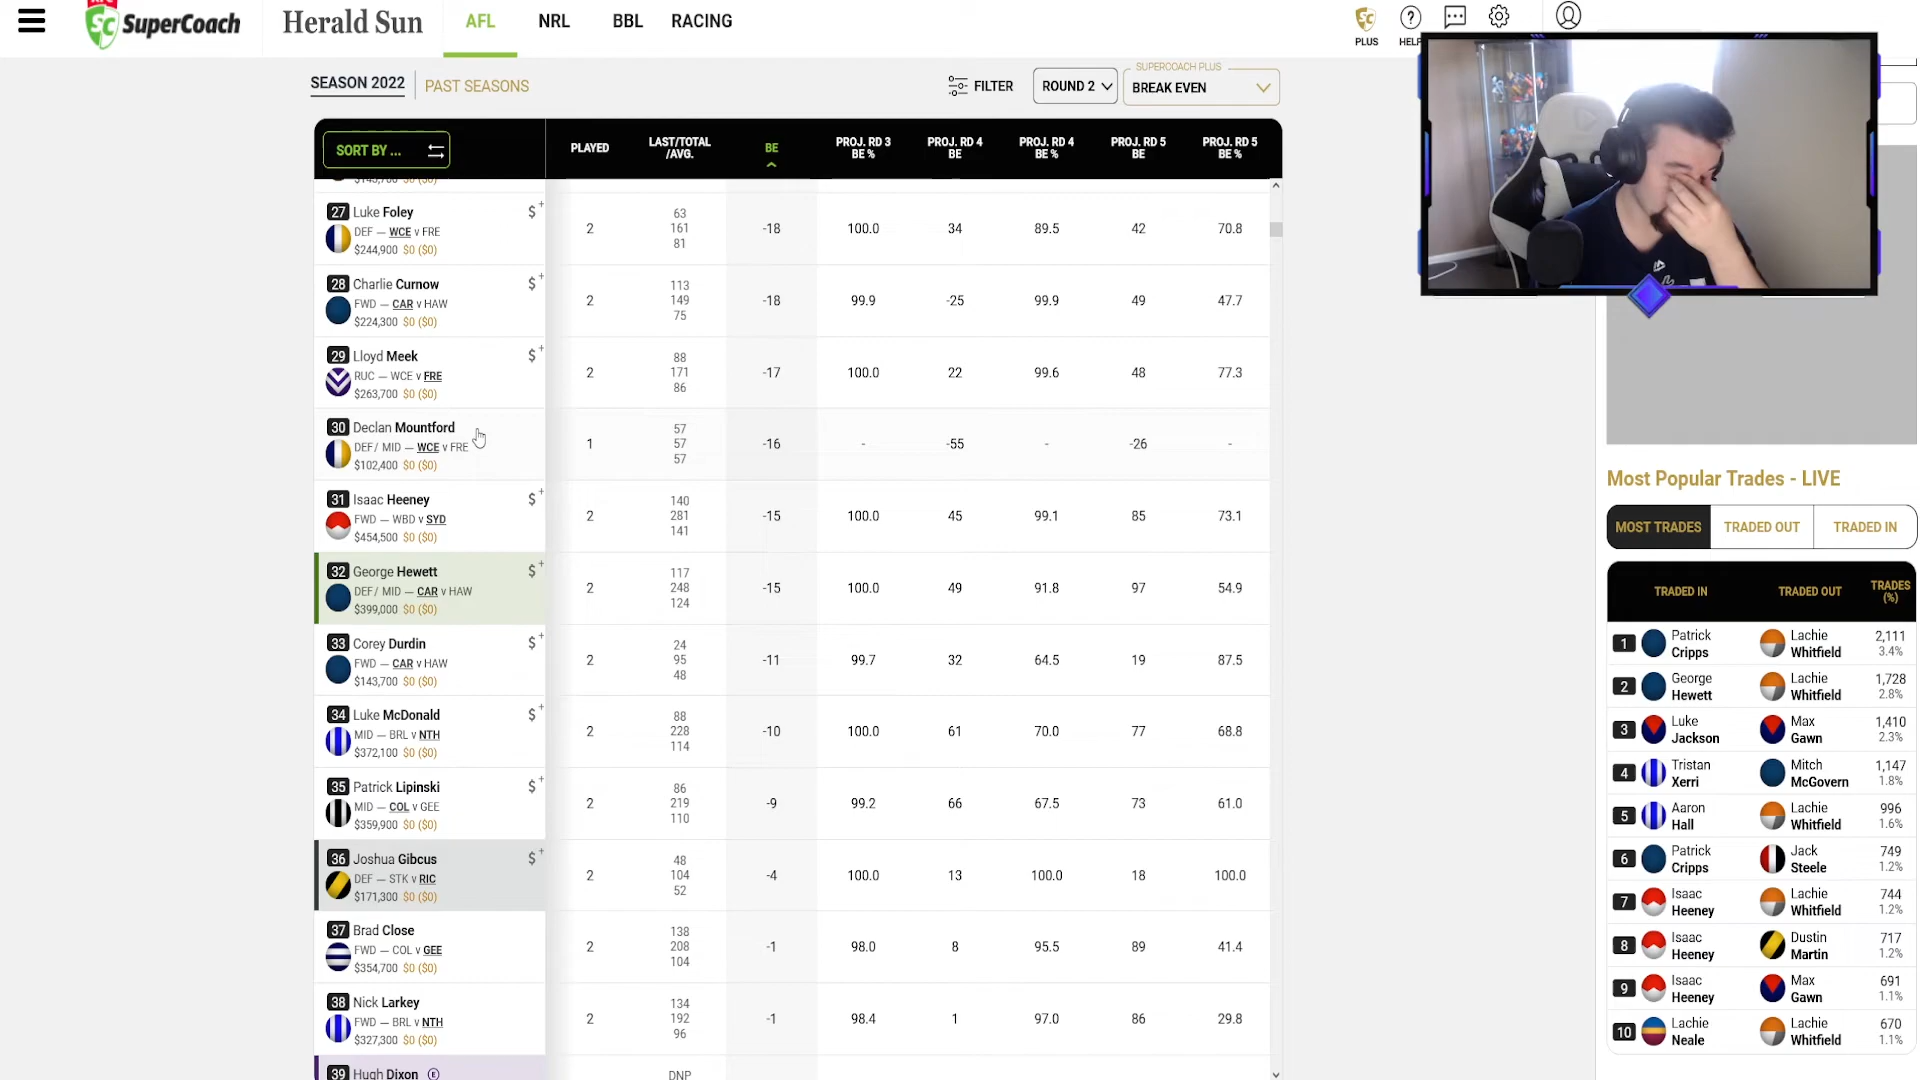 SuperCoach
Herald Sun
AFL
NRL
BBL
RACING
PLUS
HELP
SEASON 2022
PAST SEASONS
FILTER
ROUND 2
SUPERCOACH PLUS
BREAK EVEN
SORT BY ...
PLAYED
LAST/TOTAL
/AVG.
BE
PROJ. RD 3
BE %
PROJ. RD 4
BE
PROJ. RD 4
BE %
PROJ. RD 5
BE
PROJ. RD 5
BE %
$143,700 $0 ($0)
27 Luke Foley $+
DEF — WCE v FRE
$244,900 $0 ($0)
2
63
161
81
-18
100.0
34
89.5
42
70.8
28 Charlie Curnow $+
FWD — CAR v HAW
$224,300 $0 ($0)
2
113
149
75
-18
99.9
-25
99.9
49
47.7
29 Lloyd Meek $+
RUC — WCE v FRE
$263,700 $0 ($0)
2
88
171
86
-17
100.0
22
99.6
48
77.3
30 Declan Mountford
DEF/ MID — WCE v FRE
$102,400 $0 ($0)
1
57
57
57
-16
-
-55
-
-26
-
31 Isaac Heeney $+
FWD — WBD v SYD
$454,500 $0 ($0)
2
140
281
141
-15
100.0
45
99.1
85
73.1
32 George Hewett $+
DEF/ MID — CAR v HAW
$399,000 $0 ($0)
2
117
248
124
-15
100.0
49
91.8
97
54.9
33 Corey Durdin $+
FWD — CAR v HAW
$143,700 $0 ($0)
2
24
95
48
-11
99.7
32
64.5
19
87.5
34 Luke McDonald $+
MID — BRL v NTH
$372,100 $0 ($0)
2
88
228
114
-10
100.0
61
70.0
77
68.8
35 Patrick Lipinski $+
MID — COL v GEE
$359,900 $0 ($0)
2
86
219
110
-9
99.2
66
67.5
73
61.0
36 Joshua Gibcus $+
DEF — STK v RIC
$171,300 $0 ($0)
2
48
104
52
-4
100.0
13
100.0
18
100.0
37 Brad Close
FWD — COL v GEE
$354,700 $0 ($0)
2
138
208
104
-1
98.0
8
95.5
89
41.4
38 Nick Larkey
FWD — BRL v NTH
$327,300 $0 ($0)
2
134
192
96
-1
98.4
1
97.0
86
29.8
39 Hugh Dixon E
DNP
Most Popular Trades - LIVE
MOST TRADES
TRADED OUT
TRADED IN
TRADED IN
TRADED OUT
TRADES
(%)
1 Patrick Cripps
Lachie Whitfield
2,111
3.4%
2 George Hewett
Lachie Whitfield
1,728
2.8%
3 Luke Jackson
Max Gawn
1,410
2.3%
4 Tristan Xerri
Mitch McGovern
1,147
1.8%
5 Aaron Hall
Lachie Whitfield
996
1.6%
6 Patrick Cripps
Jack Steele
749
1.2%
7 Isaac Heeney
Lachie Whitfield
744
1.2%
8 Isaac Heeney
Dustin Martin
717
1.2%
9 Isaac Heeney
Max Gawn
691
1.1%
10 Lachie Neale
Lachie Whitfield
670
1.1%